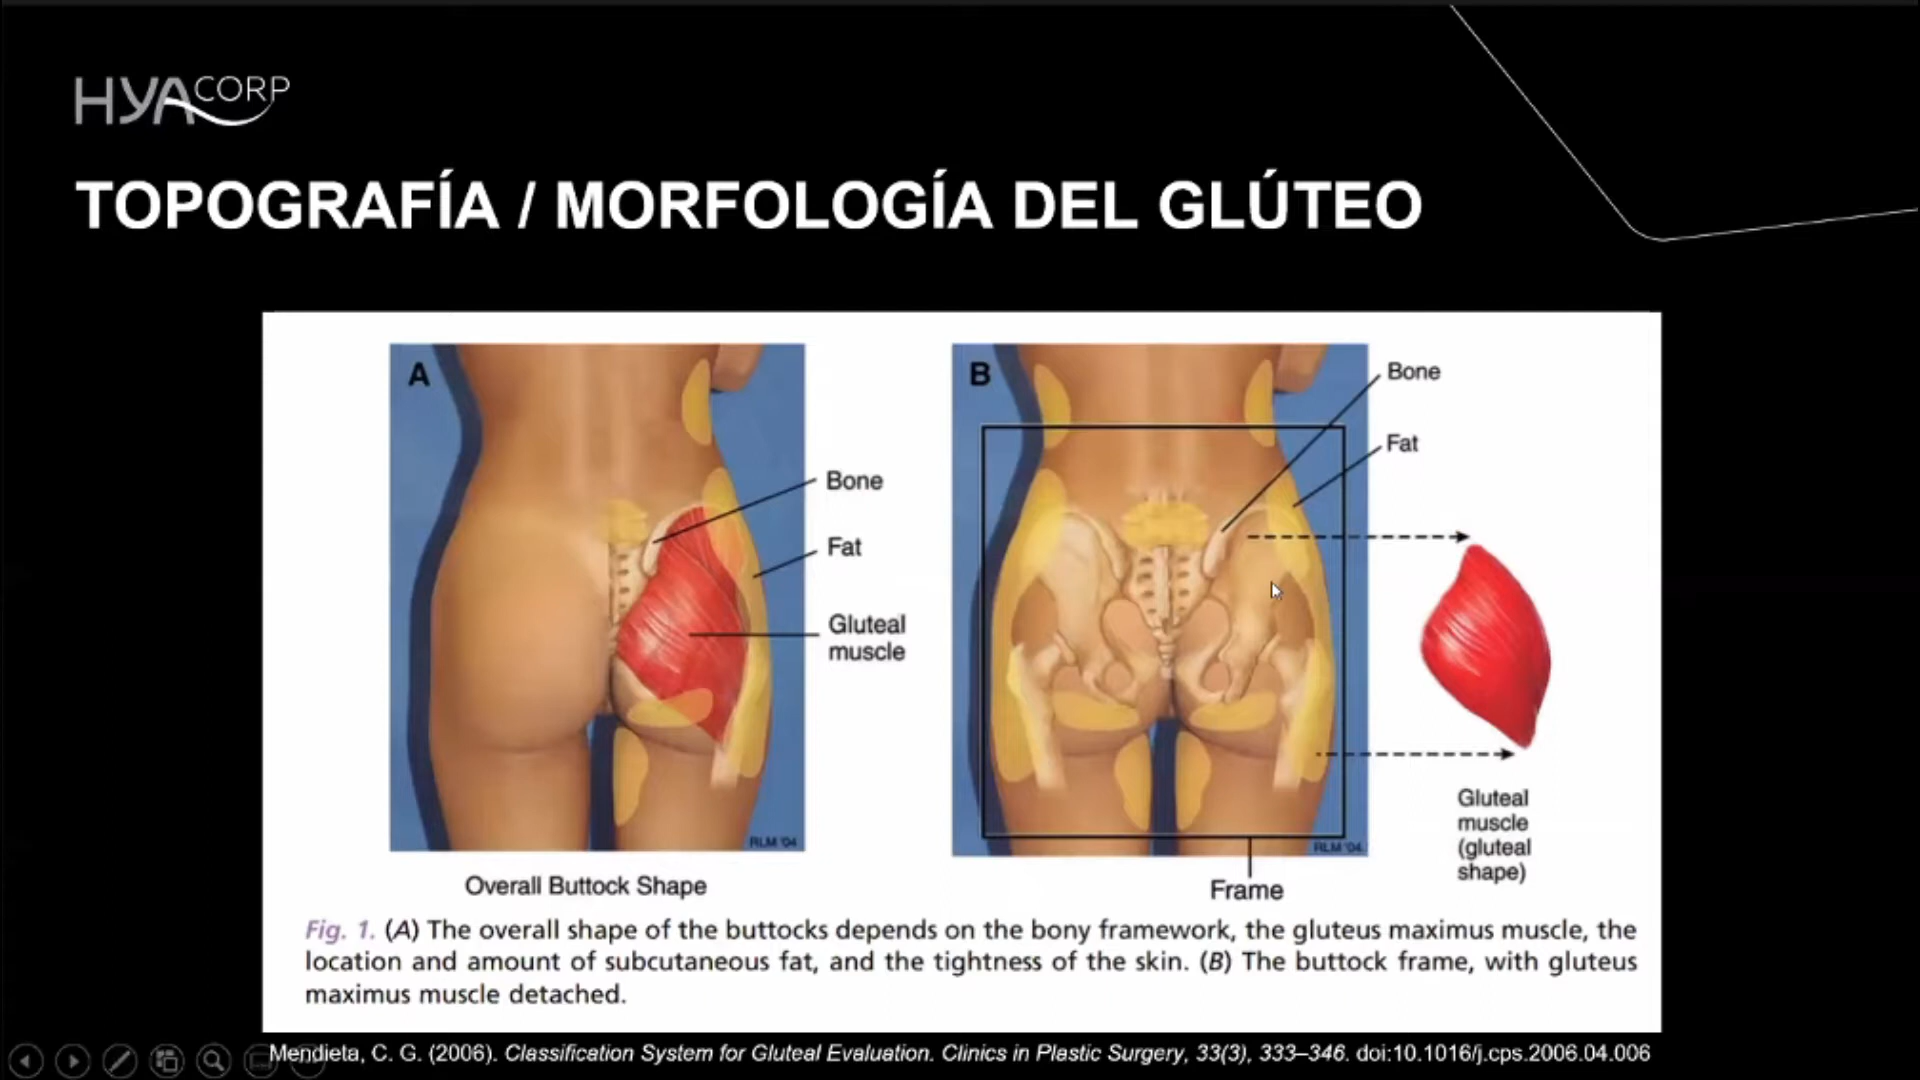 HYACORP
TOPOGRAFÍA / MORFOLOGÍA DEL GLÚTEO
A
Bone
Fat
Gluteal
muscle
RLM '04
Overall Buttock Shape
B
Bone
Fat
RLM '04
Frame
Gluteal
muscle
(gluteal
shape)
Fig. 1. (A) The overall shape of the buttocks depends on the bony framework, the gluteus maximus muscle, the
location and amount of subcutaneous fat, and the tightness of the skin. (B) The buttock frame, with gluteus
maximus muscle detached.
Mendieta, C. G. (2006). Classification System for Gluteal Evaluation. Clinics in Plastic Surgery, 33(3), 333–346. doi:10.1016/j.cps.2006.04.006